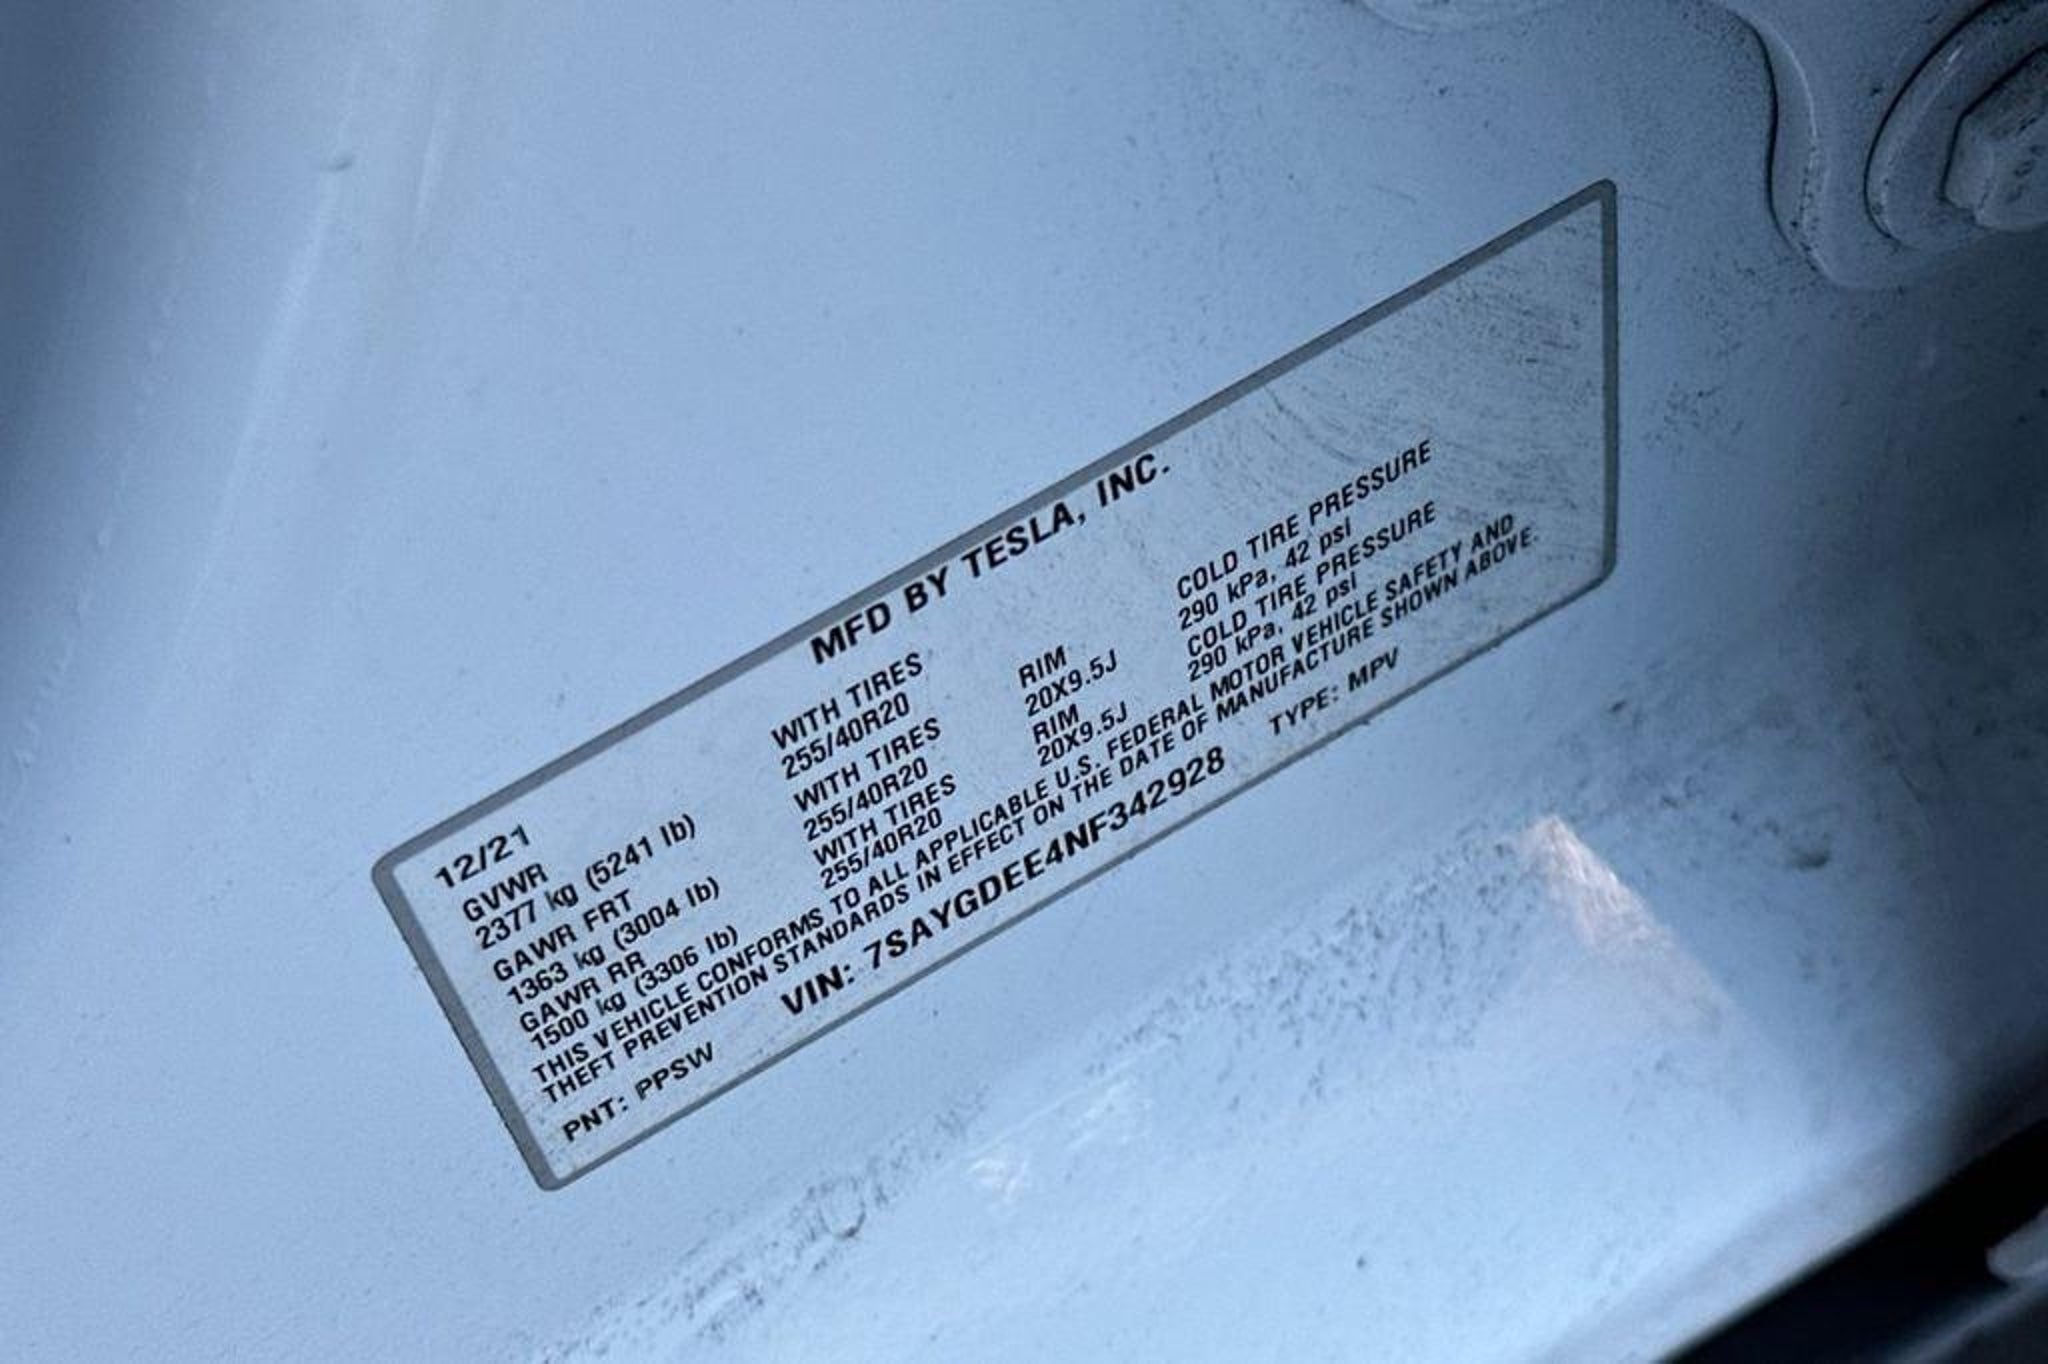 MFD BY TESLA, INC.
12/21
GVWR WITH TIRES RIM COLD TIRE PRESSURE
2377 kg (5241 lb) 255/40R20 20X9.5J 290 kPa, 42 psi
GAWR FRT WITH TIRES RIM COLD TIRE PRESSURE
1363 kg (3004 lb) 255/40R20 20X9.5J 290 kPa, 42 psi
GAWR RR WITH TIRES
1500 kg (3306 lb) 255/40R20
THIS VEHICLE CONFORMS TO ALL APPLICABLE U.S. FEDERAL MOTOR VEHICLE SAFETY AND
THEFT PREVENTION STANDARDS IN EFFECT ON THE DATE OF MANUFACTURE SHOWN ABOVE.
PNT: PPSW VIN: 7SAYGDEE4NF342928 TYPE: MPV